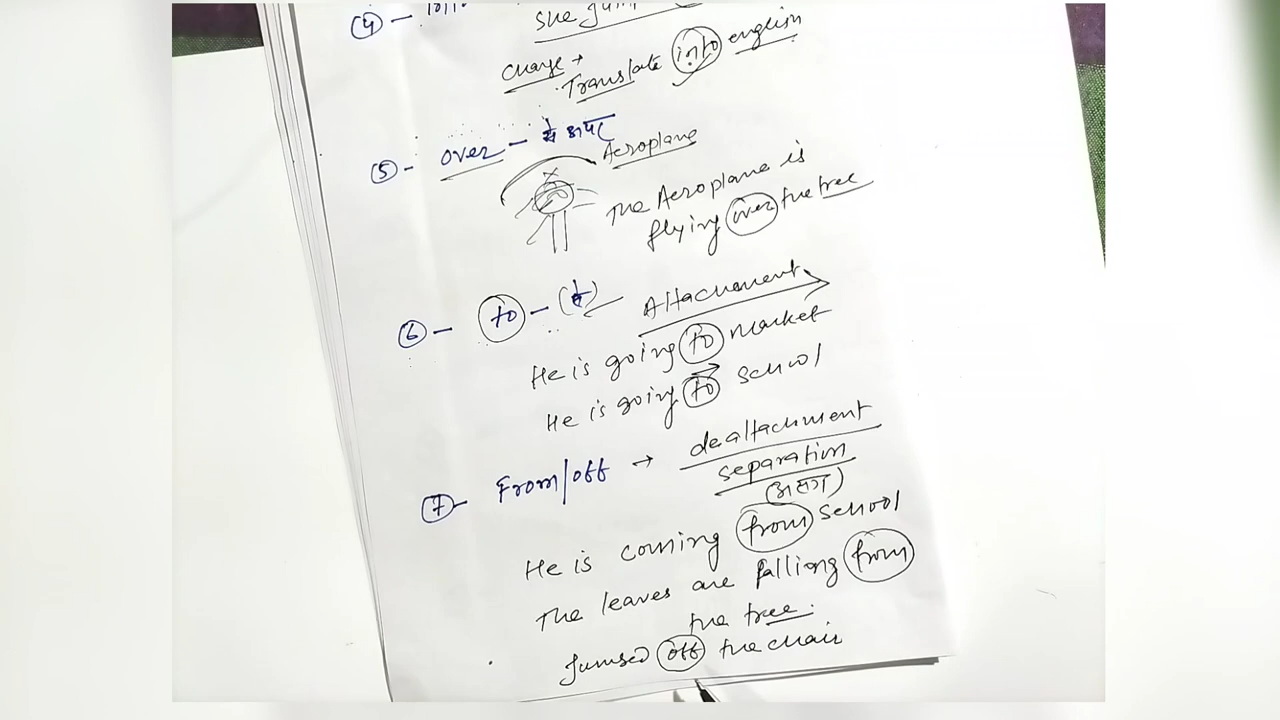 ④ —
she jum
change →
Translate into english
⑤ - over — के ऊपर
Aeroplane
The Aeroplane is
flying over the tree
⑥ - to - (को)
Attachment
He is going to market
He is going to school
⑦ - From/off → deattachment
separation
(अलग)
He is coming from school
The leaves are falling from
the tree.
Jumped off the chair